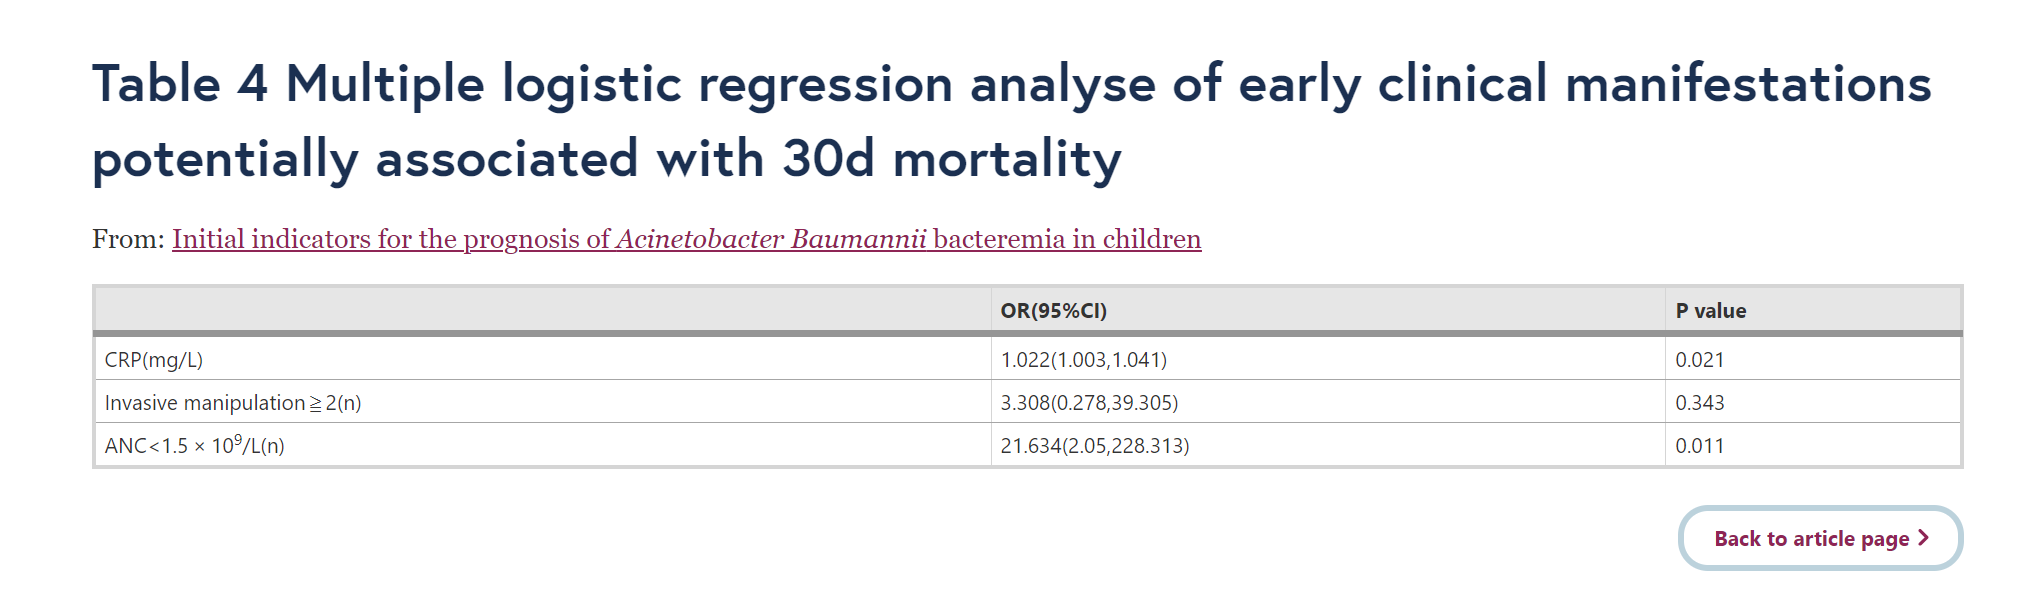 Table 4 Multiple logistic regression analyse of early clinical manifestations
potentially associated with 30d mortality
From: Initial indicators for the prognosis of Acinetobacter Baumannii bacteremia in children
OR(95%CI) P value
CRP(mg/L) 1.022(1.003,1.041) 0.021
Invasive manipulation≧2(n) 3.308(0.278,39.305) 0.343
ANC<1.5 × 10⁹/L(n) 21.634(2.05,228.313) 0.011
Back to article page